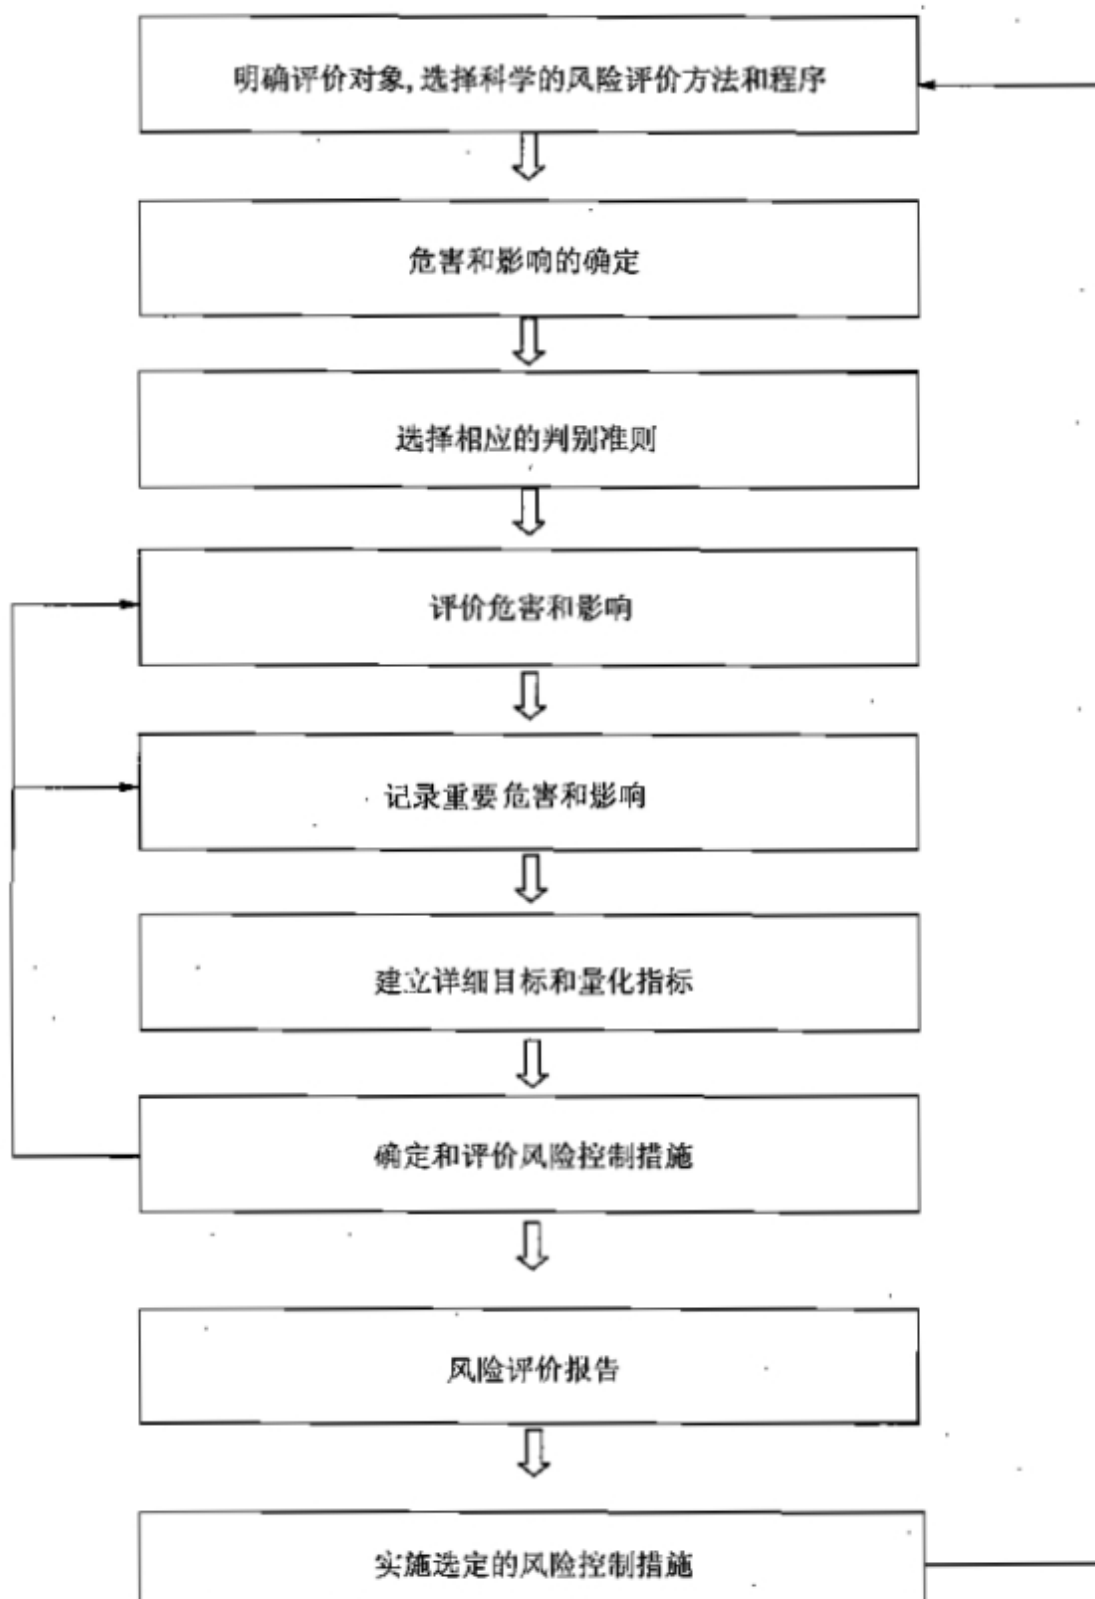 明确评价对象,选择科学的风险评价方法和程序
危害和影响的确定
选择相应的判别准则
评价危害和影响
记录重要危害和影响
建立详细目标和量化指标
确定和评价风险控制措施
风险评价报告
实施选定的风险控制措施